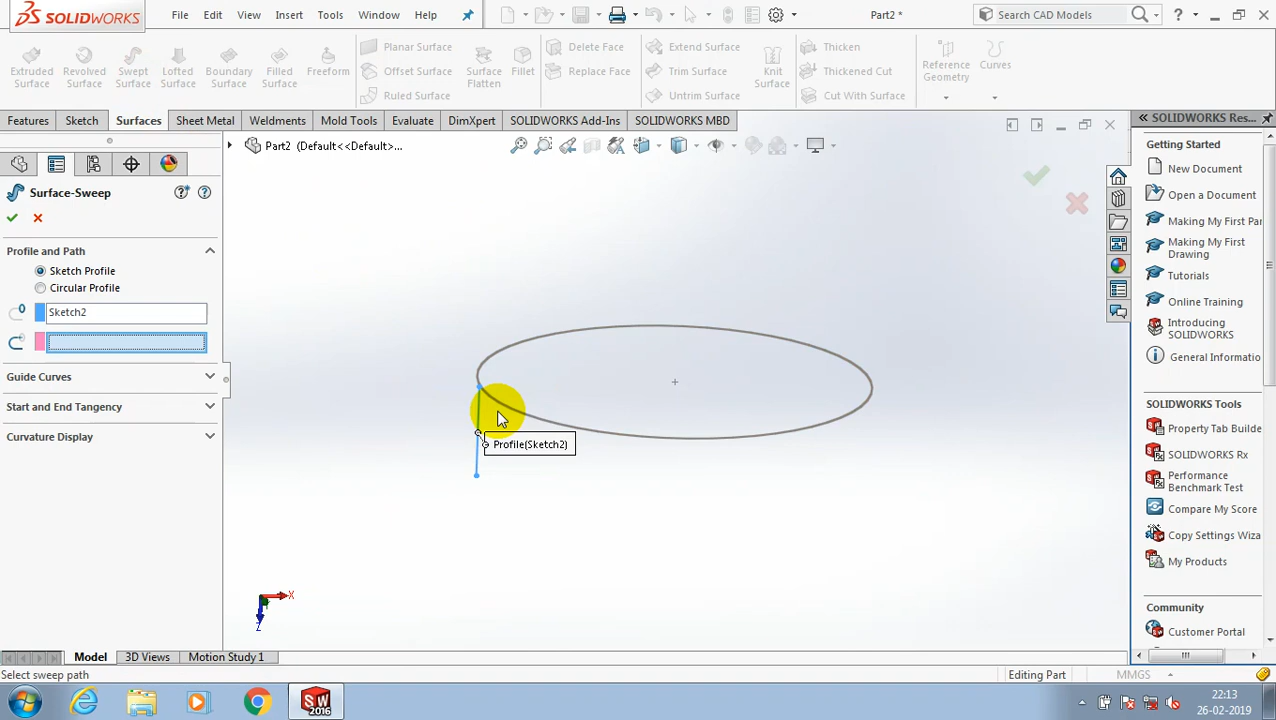 SOLIDWORKS
File Edit View Insert Tools Window Help
Part2 *
Search CAD Models
Extruded Surface
Revolved Surface
Swept Surface
Lofted Surface
Boundary Surface
Filled Surface
Freeform
Planar Surface
Offset Surface
Ruled Surface
Surface Flatten
Fillet
Delete Face
Replace Face
Extend Surface
Trim Surface
Untrim Surface
Knit Surface
Thicken
Thickened Cut
Cut With Surface
Reference Geometry
Curves
Features Sketch Surfaces Sheet Metal Weldments Mold Tools Evaluate DimXpert SOLIDWORKS Add-Ins SOLIDWORKS MBD
Part2 (Default<<Default>...
Surface-Sweep
Profile and Path
Sketch Profile
Circular Profile
Sketch2
Guide Curves
Start and End Tangency
Curvature Display
Profile(Sketch2)
X
Z
SOLIDWORKS Res...
Getting Started
New Document
Open a Document
Making My First Par
Making My First
Drawing
Tutorials
Online Training
Introducing
SOLIDWORKS
General Informatio
SOLIDWORKS Tools
Property Tab Builde
SOLIDWORKS Rx
Performance
Benchmark Test
Compare My Score
Copy Settings Wiza
My Products
Community
Customer Portal
Model 3D Views Motion Study 1
Select sweep path
Editing Part
MMGS
SW
2016
22:13
26-02-2019